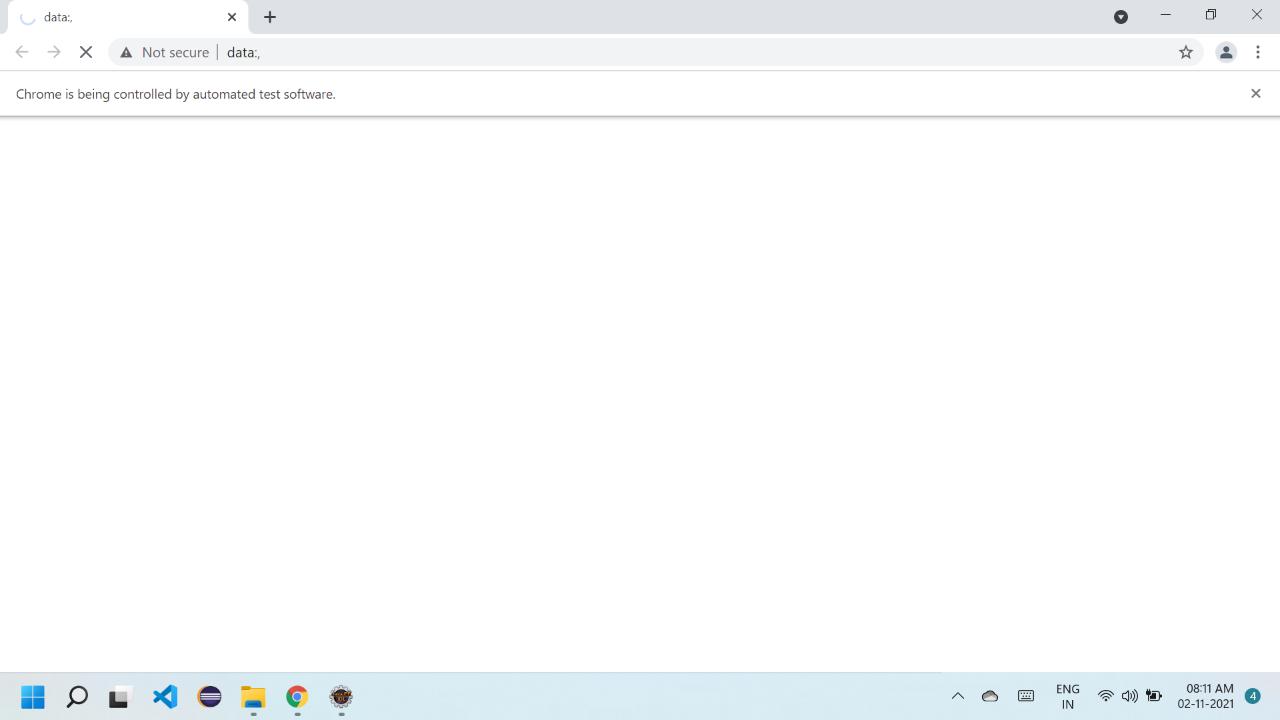 data:,
Not secure | data:,
Chrome is being controlled by automated test software.
ENG
IN
08:11 AM
02-11-2021
4